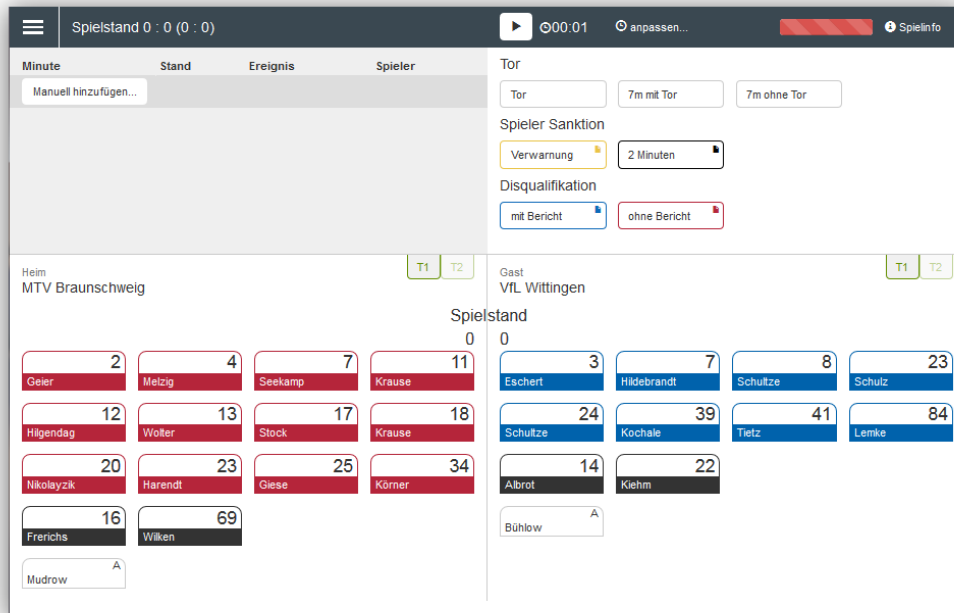 Spielstand 0 : 0 (0 : 0)
00:01 anpassen... Spielinfo
Minute Stand Ereignis Spieler
Manuell hinzufügen...
Tor
Tor 7m mit Tor 7m ohne Tor
Spieler Sanktion
Verwarnung 2 Minuten
Disqualifikation
mit Bericht ohne Bericht
Heim T1 T2
MTV Braunschweig
Gast T1 T2
VfL Wittingen
Spielstand
0 0
2 4 7 11
Geier Melzig Seekamp Krause
12 13 17 18
Hilgendag Wolter Stock Krause
20 23 25 34
Nikolayzik Harendt Giese Körner
16 69
Frerichs Wilken
A
Mudrow
3 7 8 23
Eschert Hildebrandt Schultze Schulz
24 39 41 84
Schultze Kochale Tietz Lemke
14 22
Albrot Kiehm
A
Bühlow